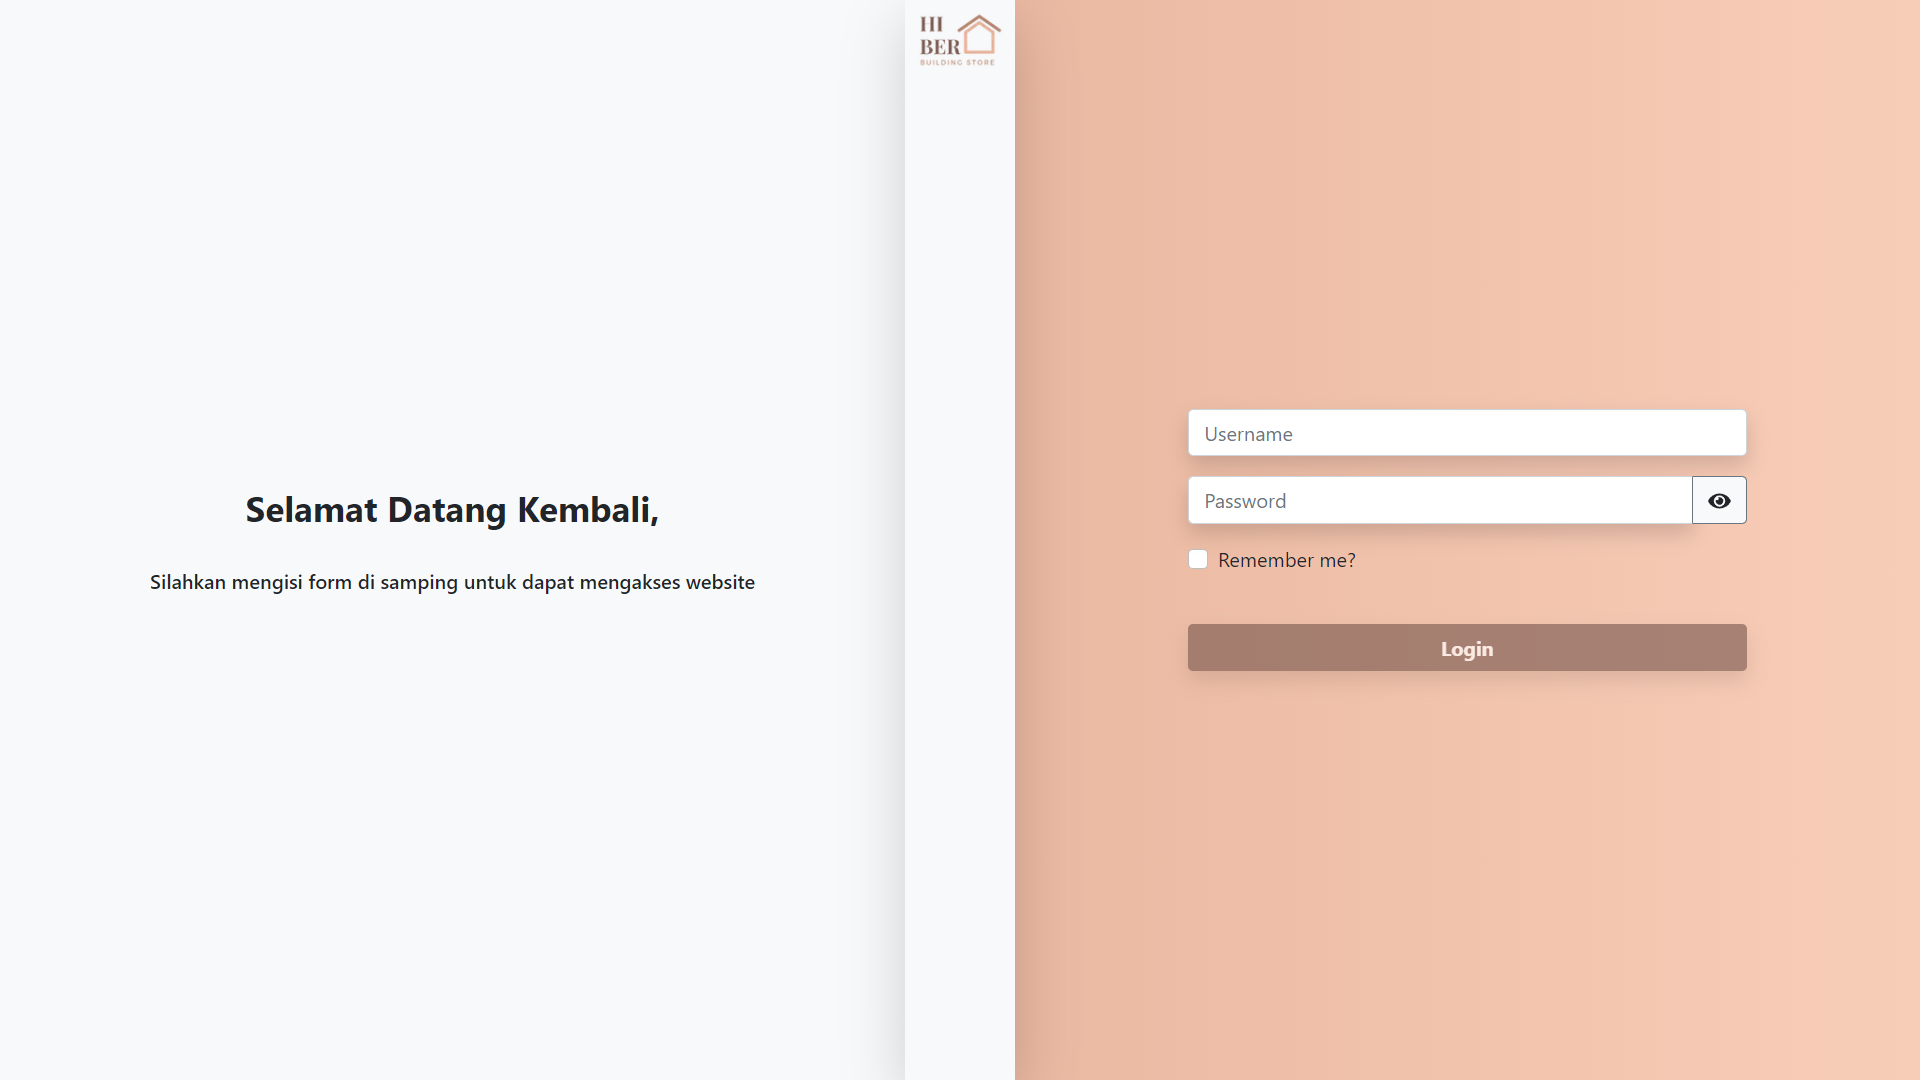 HI
BER
BUILDING STORE
Selamat Datang Kembali,
Silahkan mengisi form di samping untuk dapat mengakses website
Username
Password
Remember me?
Login